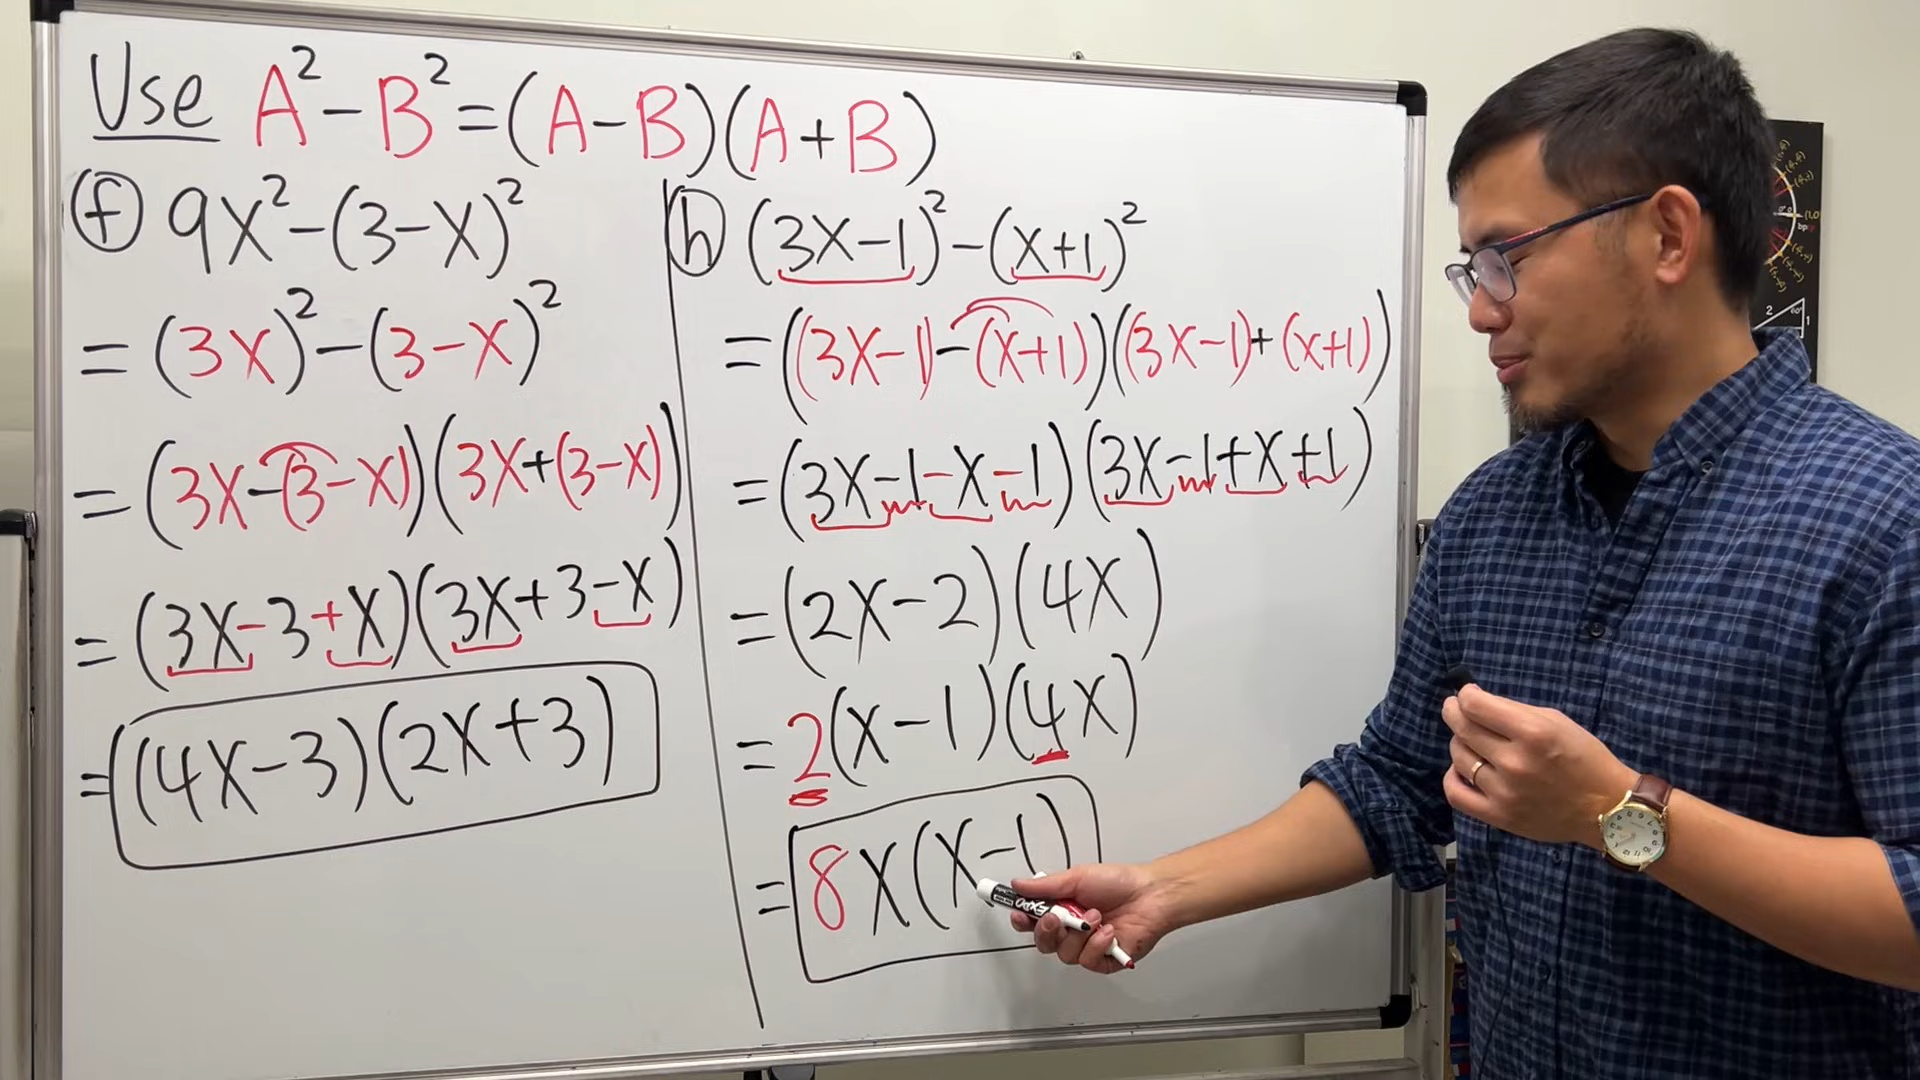 Use A² - B² = (A - B)(A + B)
(f) 9x² - (3 - x)²
= (3x)² - (3 - x)²
= (3x - (3 - x))(3x + (3 - x))
= (3x - 3 + x)(3x + 3 - x)
= (4x - 3)(2x + 3)
(h) (3x - 1)² - (x + 1)²
= ((3x - 1) - (x + 1))((3x - 1) + (x + 1))
= (3x - 1 - x - 1)(3x - 1 + x + 1)
= (2x - 2)(4x)
= 2(x - 1)(4x)
= 8x(x - 1)
EXPO